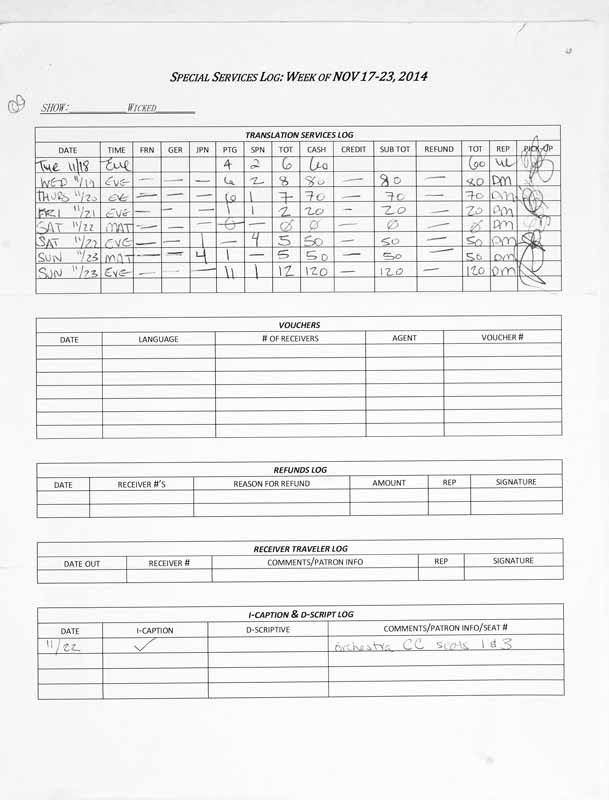 SPECIAL SERVICES LOG: WEEK OF NOV 17-23, 2014
SHOW: WICKED
TRANSLATION SERVICES LOG
DATE TIME FRN GER JPN PTG SPN TOT CASH CREDIT SUB TOT REFUND TOT REP PICK-UP
Tue 11/18 Eve 4 2 6 60 60
WED 11/19 EVE — — — 6 2 8 80 — 80 — 80 DM
THURS 11/20 EVE — — — 6 1 7 70 — 70 — 70 DM
FRI 11/21 EVE — — — 1 1 2 20 — 20 — 20 DM
SAT 11/22 MAT — — — Ø — Ø Ø — Ø — Ø DM
SAT 11/22 EVE — — 1 — 4 5 50 — 50 — 50 DM
SUN 11/23 MAT — — 4 1 — 5 50 — 50 — 50 DM
SUN 11/23 EVE — — — 11 1 12 120 — 120 — 120 DM
VOUCHERS
DATE LANGUAGE # OF RECEIVERS AGENT VOUCHER #
REFUNDS LOG
DATE RECEIVER #'S REASON FOR REFUND AMOUNT REP SIGNATURE
RECEIVER TRAVELER LOG
DATE OUT RECEIVER # COMMENTS/PATRON INFO REP SIGNATURE
I-CAPTION & D-SCRIPT LOG
DATE I-CAPTION D-SCRIPTIVE COMMENTS/PATRON INFO/SEAT #
11/22 ✓ orchestra CC seats 1 & 3